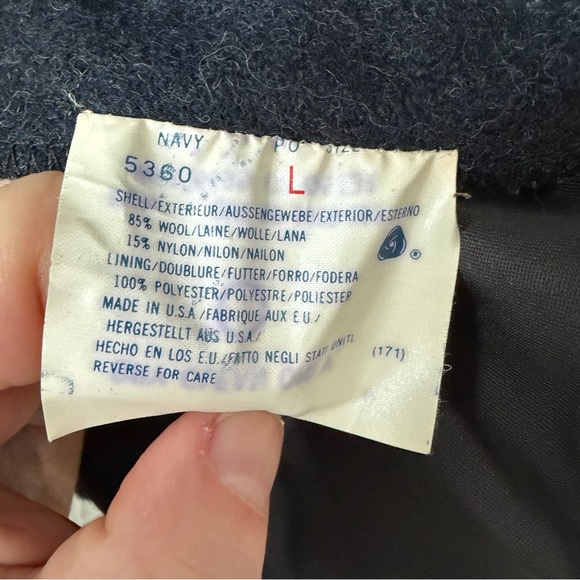 NAVY PO SIZE
5360 L
SHELL/EXTERIEUR/AUSSENGEWEBE/EXTERIOR/ESTERNO
85% WOOL/LAINE/WOLLE/LANA
15% NYLON/NILON/NAILON
LINING/DOUBLURE/FUTTER/FORRO/FODERA
100% POLYESTER/POLYESTRE/POLIESTER
MADE IN U.S.A./FABRIQUE AUX E.U./
HERGESTELLT AUS U.S.A./
HECHO EN LOS E.U./FATTO NEGLI STATI UNITI
(171)
REVERSE FOR CARE